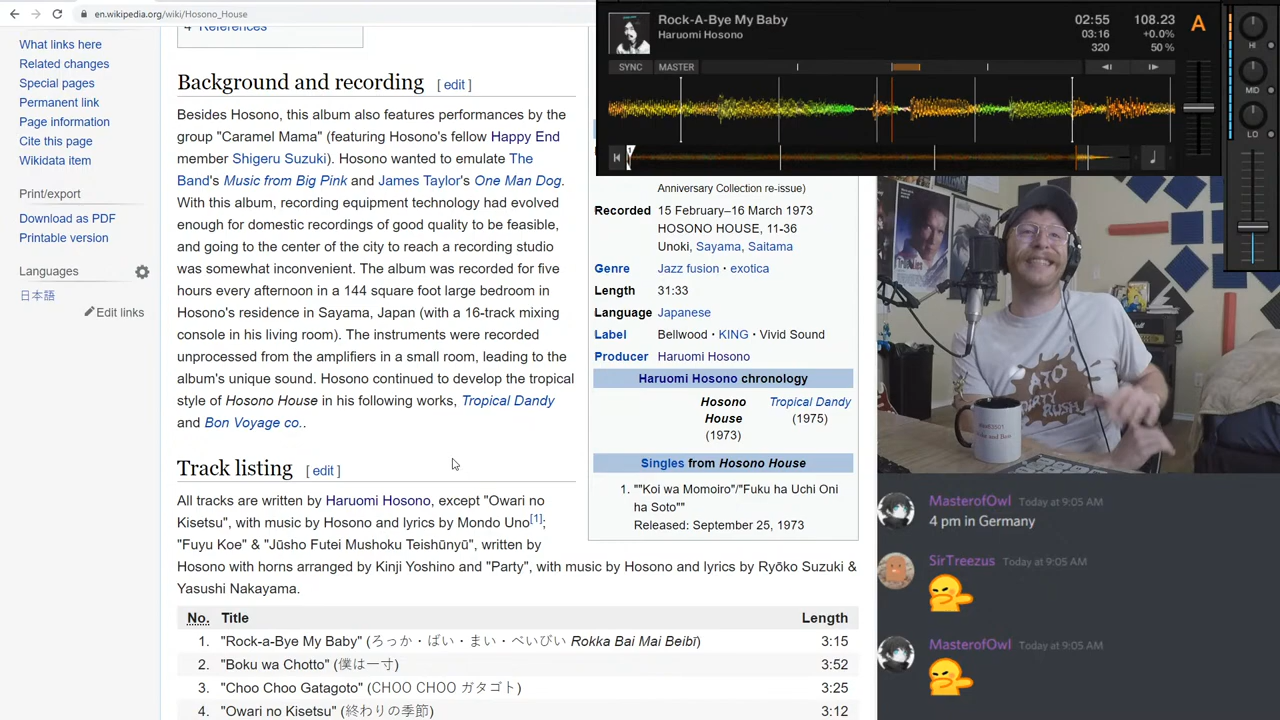 en.wikipedia.org/wiki/Hosono_House
4 References
What links here
Related changes
Special pages
Permanent link
Page information
Cite this page
Wikidata item
Print/export
Download as PDF
Printable version
Languages
日本語
Edit links
Background and recording [ edit ]
Besides Hosono, this album also features performances by the
group "Caramel Mama" (featuring Hosono's fellow Happy End
member Shigeru Suzuki). Hosono wanted to emulate The
Band's Music from Big Pink and James Taylor's One Man Dog.
With this album, recording equipment technology had evolved
enough for domestic recordings of good quality to be feasible,
and going to the center of the city to reach a recording studio
was somewhat inconvenient. The album was recorded for five
hours every afternoon in a 144 square foot large bedroom in
Hosono's residence in Sayama, Japan (with a 16-track mixing
console in his living room). The instruments were recorded
unprocessed from the amplifiers in a small room, leading to the
album's unique sound. Hosono continued to develop the tropical
style of Hosono House in his following works, Tropical Dandy
and Bon Voyage co..
Track listing [ edit ]
All tracks are written by Haruomi Hosono, except "Owari no
Kisetsu", with music by Hosono and lyrics by Mondo Uno[1];
"Fuyu Koe" & "Jūsho Futei Mushoku Teishūnyū", written by
Hosono with horns arranged by Kinji Yoshino and "Party", with music by Hosono and lyrics by Ryōko Suzuki &
Yasushi Nakayama.
No. Title Length
1. "Rock-a-Bye My Baby" (ろっか・ばい・まい・べいびい Rokka Bai Mai Beibī) 3:15
2. "Boku wa Chotto" (僕は一寸) 3:52
3. "Choo Choo Gatagoto" (CHOO CHOO ガタゴト) 3:25
4. "Owari no Kisetsu" (終わりの季節) 3:12
Anniversary Collection re-issue)
Recorded 15 February–16 March 1973
HOSONO HOUSE, 11-36
Unoki, Sayama, Saitama
Genre Jazz fusion · exotica
Length 31:33
Language Japanese
Label Bellwood · KING · Vivid Sound
Producer Haruomi Hosono
Haruomi Hosono chronology
Hosono House (1973) Tropical Dandy (1975)
Singles from Hosono House
1. ""Koi wa Momoiro"/"Fuku ha Uchi Oni
ha Soto""
Released: September 25, 1973
Rock-A-Bye My Baby 02:55 108.23
Haruomi Hosono 03:16 +0.0%
320 50 %
A
SYNC MASTER
HI
MID
LO
ATO
DIRTY
RUSH
MasterofOwl Today at 9:05 AM
4 pm in Germany
SirTreezus Today at 9:05 AM
MasterofOwl Today at 9:05 AM